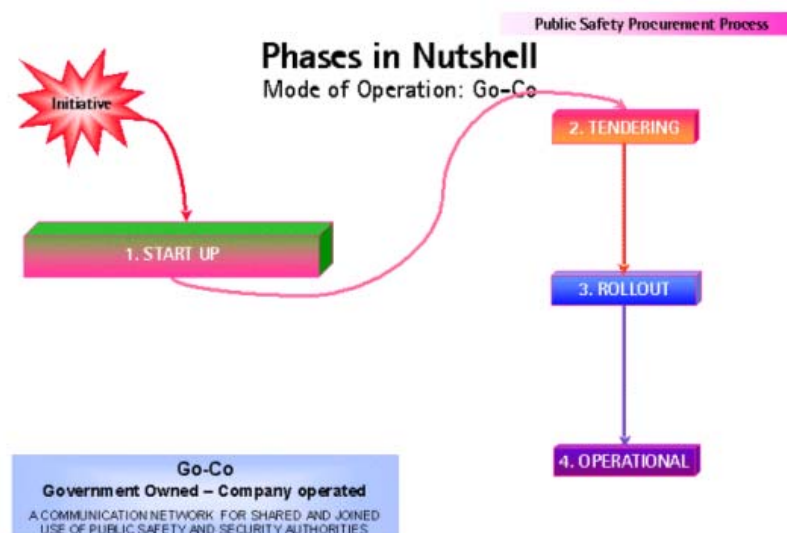 Public Safety Procurement Process
Phases in Nutshell
Mode of Operation: Go-Co
Initiative
2. TENDERING
1. START UP
3. ROLLOUT
4. OPERATIONAL
Go-Co
Government Owned – Company operated
A COMMUNICATION NETWORK FOR SHARED AND JOINED
USE OF PUBLIC SAFETY AND SECURITY AUTHORITIES